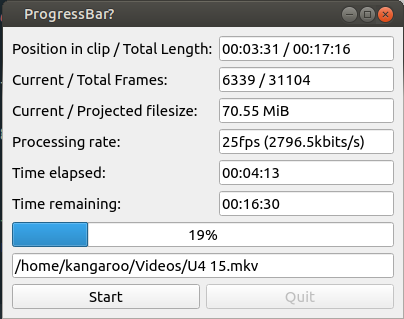 ProgressBar?
Position in clip / Total Length: 00:03:31 / 00:17:16
Current / Total Frames: 6339 / 31104
Current / Projected filesize: 70.55 MiB
Processing rate: 25fps (2796.5kbits/s)
Time elapsed: 00:04:13
Time remaining: 00:16:30
19%
/home/kangaroo/Videos/U4 15.mkv
Start Quit